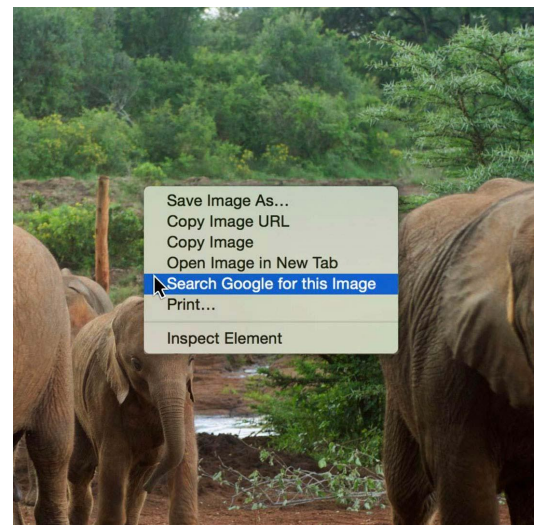 Save Image As...
Copy Image URL
Copy Image
Open Image in New Tab
Search Google for this Image
Print...
Inspect Element